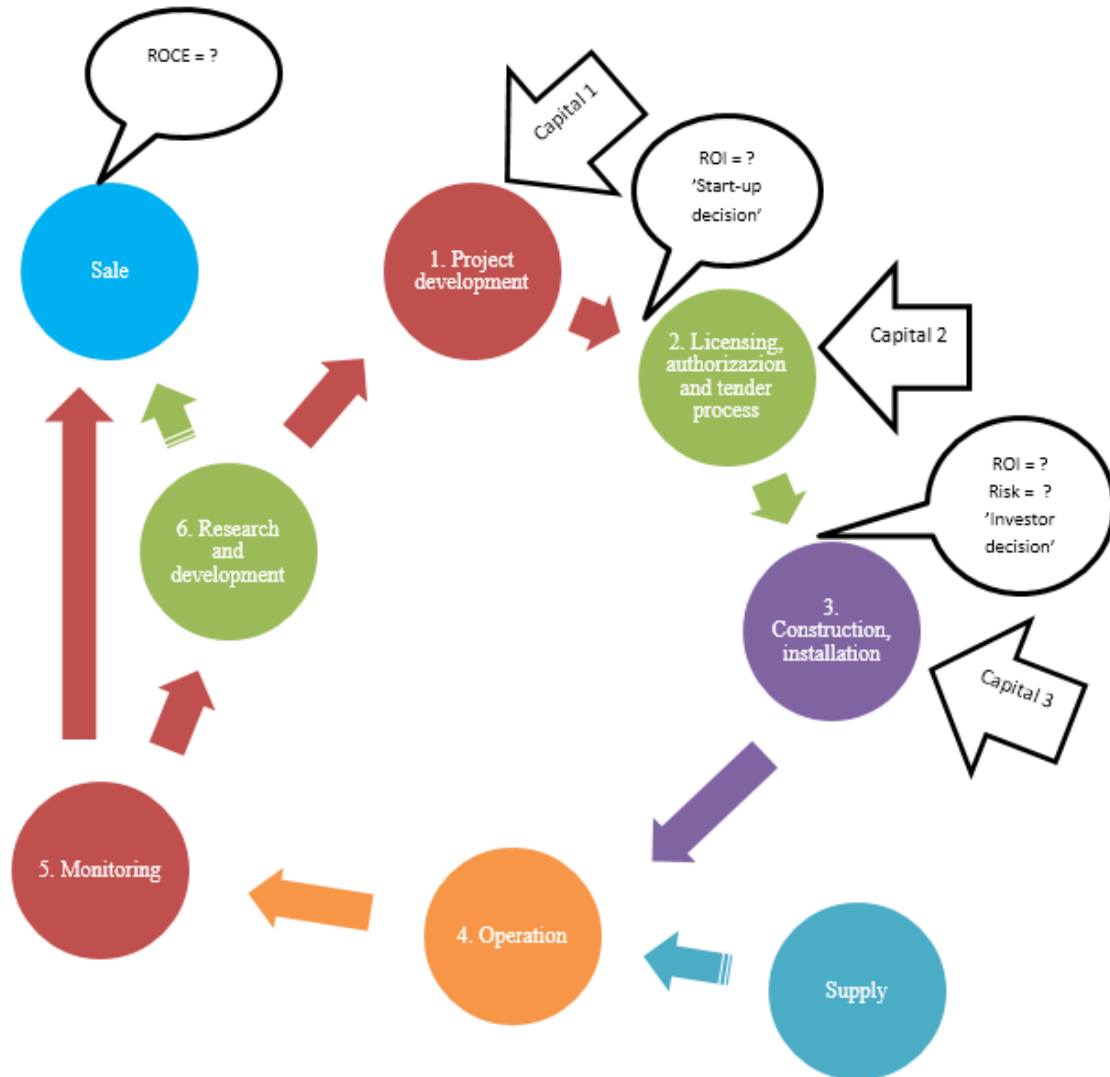 ROCE = ?
Sale
Capital 1
1. Project
development
ROI = ?
'Start-up
decision'
2. Licensing,
authorizazion
and tender
process
Capital 2
ROI = ?
Risk = ?
'Investor
decision'
3.
Construction,
installation
Capital 3
6. Research
and
development
5. Monitoring
4. Operation
Supply